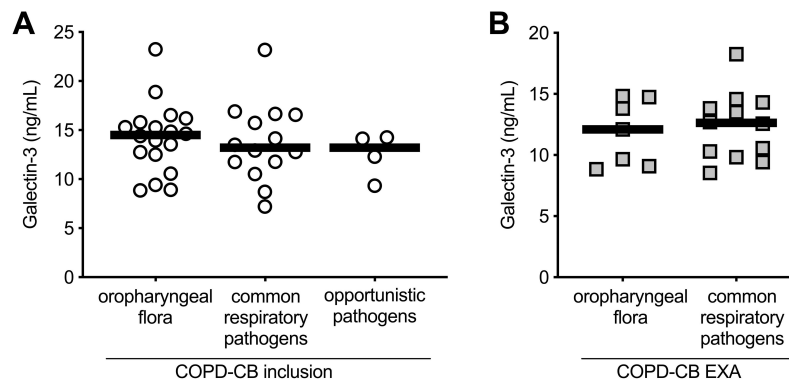 A
Galectin-3 (ng/mL)
25
20
15
10
5
0
oropharyngeal
flora
common
respiratory
pathogens
opportunistic
pathogens
COPD-CB inclusion
B
Galectin-3 (ng/mL)
20
15
10
5
0
oropharyngeal
flora
common
respiratory
pathogens
COPD-CB EXA